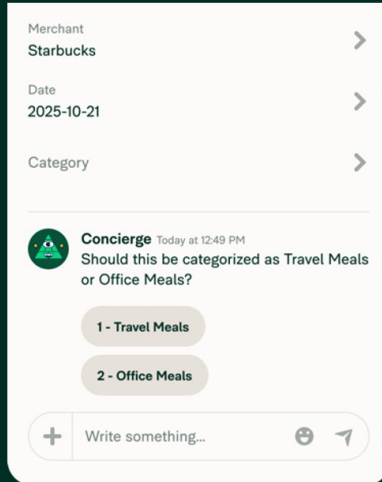 Merchant
Starbucks
Date
2025-10-21
Category
Concierge Today at 12:49 PM
Should this be categorized as Travel Meals
or Office Meals?
1 - Travel Meals
2 - Office Meals
Write something...